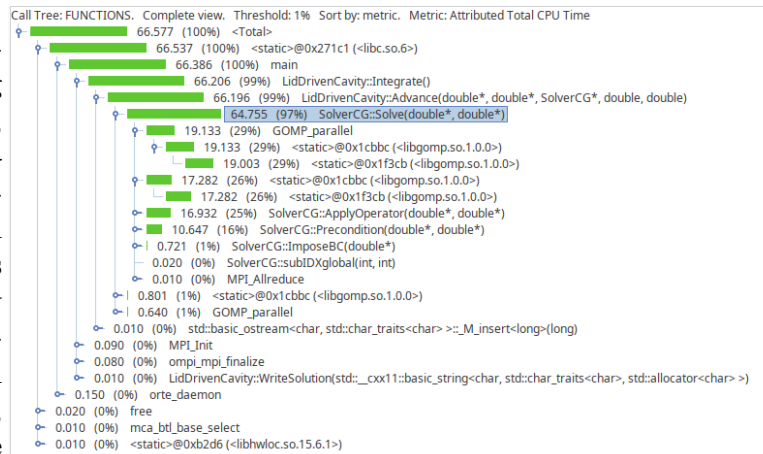 Call Tree: FUNCTIONS. Complete view. Threshold: 1% Sort by: metric. Metric: Attributed Total CPU Time
66.577 (100%) <Total>
66.537 (100%) <static>@0x271c1 (<libc.so.6>)
66.386 (100%) main
66.206 (99%) LidDrivenCavity::Integrate()
66.196 (99%) LidDrivenCavity::Advance(double*, double*, SolverCG*, double, double)
64.755 (97%) SolverCG::Solve(double*, double*)
19.133 (29%) GOMP_parallel
19.133 (29%) <static>@0x1cbbc (<libgomp.so.1.0.0>)
19.003 (29%) <static>@0x1f3cb (<libgomp.so.1.0.0>)
17.282 (26%) <static>@0x1cbbc (<libgomp.so.1.0.0>)
17.282 (26%) <static>@0x1f3cb (<libgomp.so.1.0.0>)
16.932 (25%) SolverCG::ApplyOperator(double*, double*)
10.647 (16%) SolverCG::Precondition(double*, double*)
0.721 (1%) SolverCG::ImposeBC(double*)
0.020 (0%) SolverCG::subIDXglobal(int, int)
0.010 (0%) MPI_Allreduce
0.801 (1%) <static>@0x1cbbc (<libgomp.so.1.0.0>)
0.640 (1%) GOMP_parallel
0.010 (0%) std::basic_ostream<char, std::char_traits<char> >::_M_insert<long>(long)
0.090 (0%) MPI_Init
0.080 (0%) ompi_mpi_finalize
0.010 (0%) LidDrivenCavity::WriteSolution(std::__cxx11::basic_string<char, std::char_traits<char>, std::allocator<char> >)
0.150 (0%) orte_daemon
0.020 (0%) free
0.010 (0%) mca_btl_base_select
0.010 (0%) <static>@0xb2d6 (<libhwloc.so.15.6.1>)